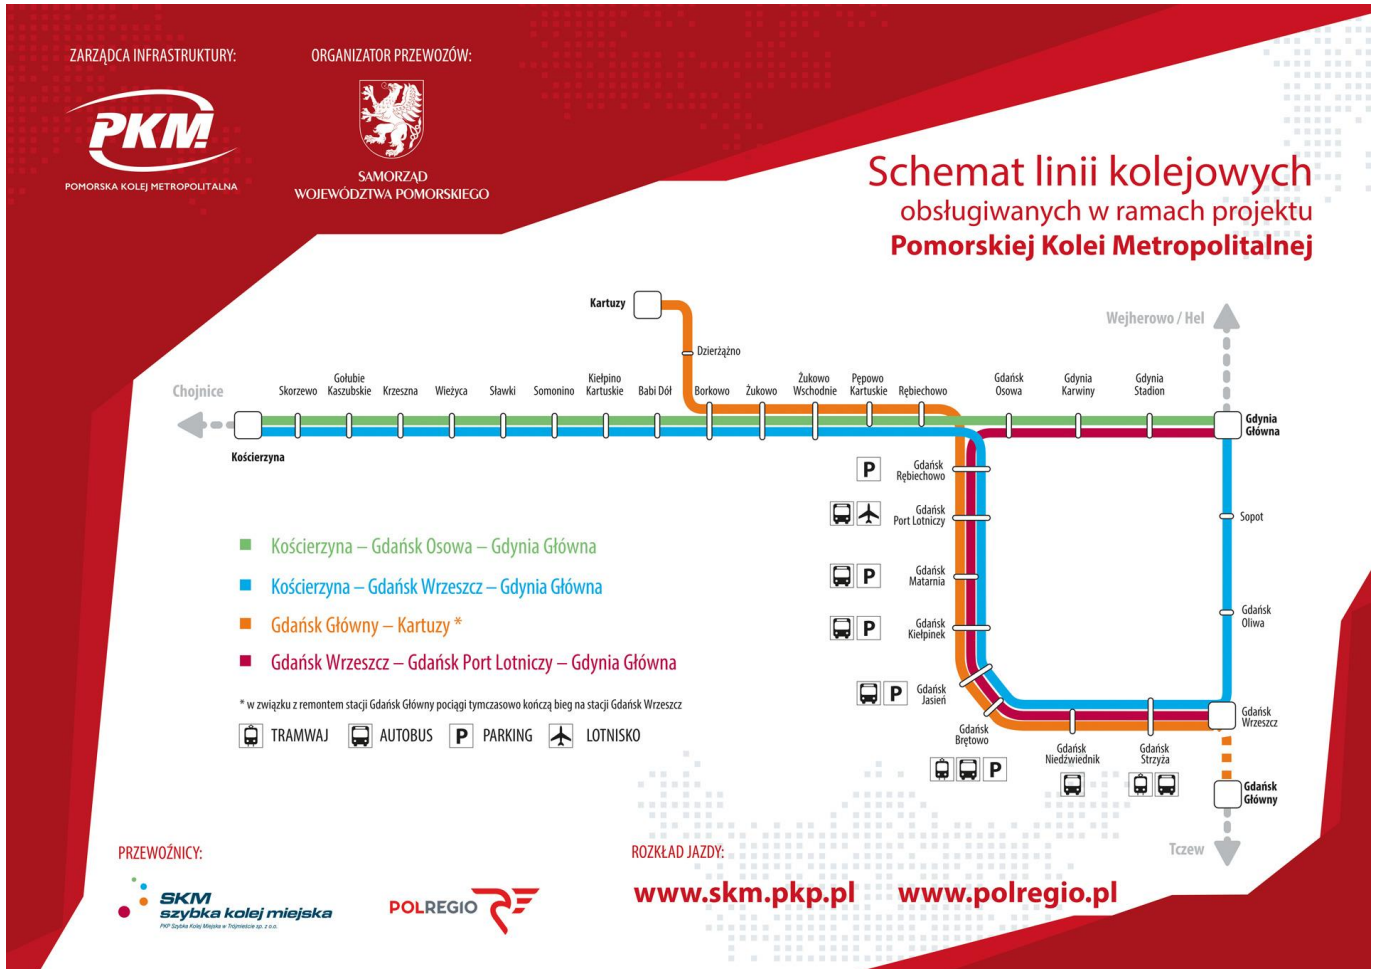 ZARZĄDCA INFRASTRUKTURY:
ORGANIZATOR PRZEWOZÓW:
PKM
POMORSKA KOLEJ METROPOLITALNA
SAMORZĄD
WOJEWÓDZTWA POMORSKIEGO
Schemat linii kolejowych
obsługiwanych w ramach projektu
Pomorskiej Kolei Metropolitalnej
Kartuzy
Wejherowo / Hel
Dzierżążno
Chojnice
Skorzewo
Gołubie
Kaszubskie
Krzeszna
Wieżyca
Sławki
Somonino
Kiełpino
Kartuskie
Babi Dół
Borkowo
Żukowo
Żukowo
Wschodnie
Pępowo
Kartuskie
Rębiechowo
Gdańsk
Osowa
Gdynia
Karwiny
Gdynia
Stadion
Gdynia
Główna
Kościerzyna
P
Gdańsk
Rębiechowo
Gdańsk
Port Lotniczy
Sopot
P
Gdańsk
Matarnia
P
Gdańsk
Kiełpinek
Gdańsk
Oliwa
P
Gdańsk
Jasień
Gdańsk
Wrzeszcz
Gdańsk
Brętowo
P
Gdańsk
Niedźwiednik
Gdańsk
Strzyża
Gdańsk
Główny
Tczew
Kościerzyna – Gdańsk Osowa – Gdynia Główna
Kościerzyna – Gdańsk Wrzeszcz – Gdynia Główna
Gdańsk Główny – Kartuzy *
Gdańsk Wrzeszcz – Gdańsk Port Lotniczy – Gdynia Główna
* w związku z remontem stacji Gdańsk Główny pociągi tymczasowo kończą bieg na stacji Gdańsk Wrzeszcz
TRAMWAJ
AUTOBUS
P PARKING
LOTNISKO
PRZEWOŹNICY:
SKM
szybka kolej miejska
PKP Szybka Kolej Miejska w Trójmieście sp. z o.o.
POLREGIO
ROZKŁAD JAZDY:
www.skm.pkp.pl
www.polregio.pl